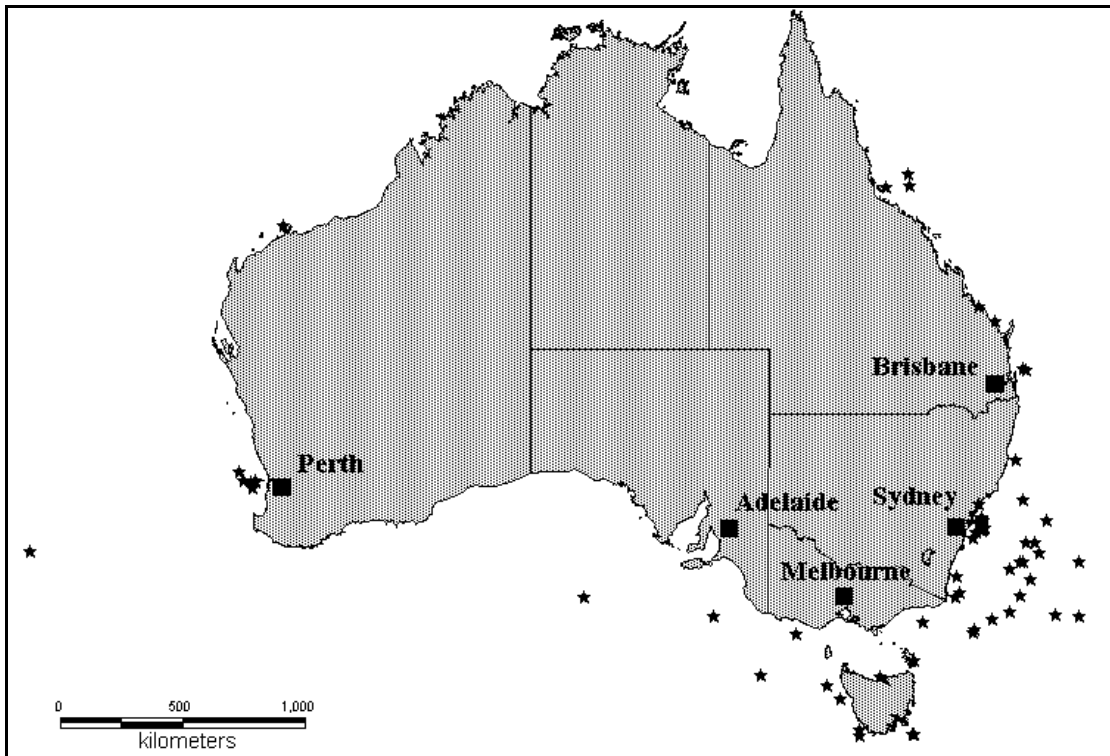 Brisbane
Perth
Adelaide
Sydney
Melbourne
0 500 1,000
kilometers